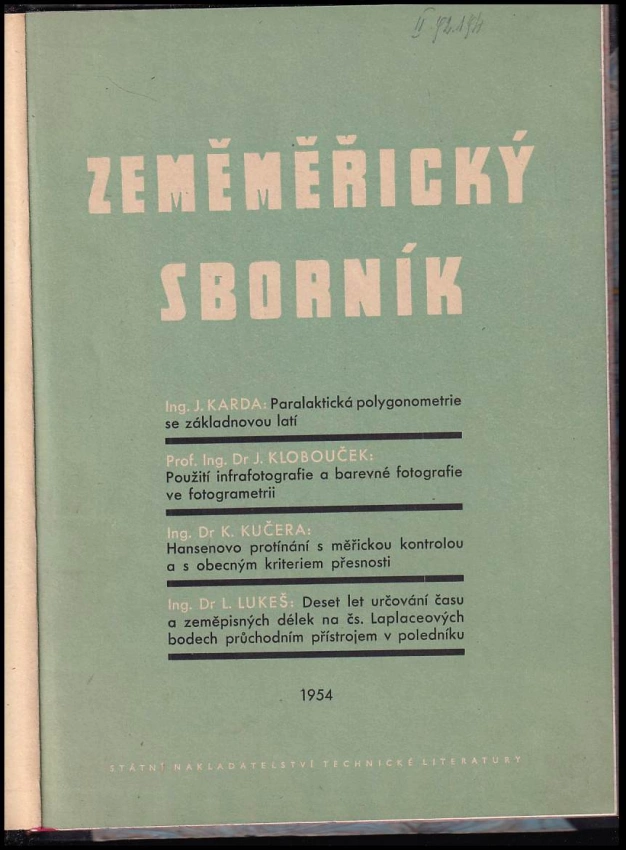 ZEMĚMĚŘICKÝ
SBORNÍK
Ing. J. KARDA: Paralaktická polygonometrie
se základnovou latí
Prof. Ing. Dr J. KLOBOUČEK:
Použití infrafotografie a barevné fotografie
ve fotogrametrii
Ing. Dr K. KUČERA:
Hansenovo protínání s měřickou kontrolou
a s obecným kriteriem přesnosti
Ing. Dr L. LUKEŠ: Deset let určování času
a zeměpisných délek na čs. Laplaceových
bodech průchodním přístrojem v poledníku
1954
STÁTNÍ NAKLADATELSTVÍ TECHNICKÉ LITERATURY